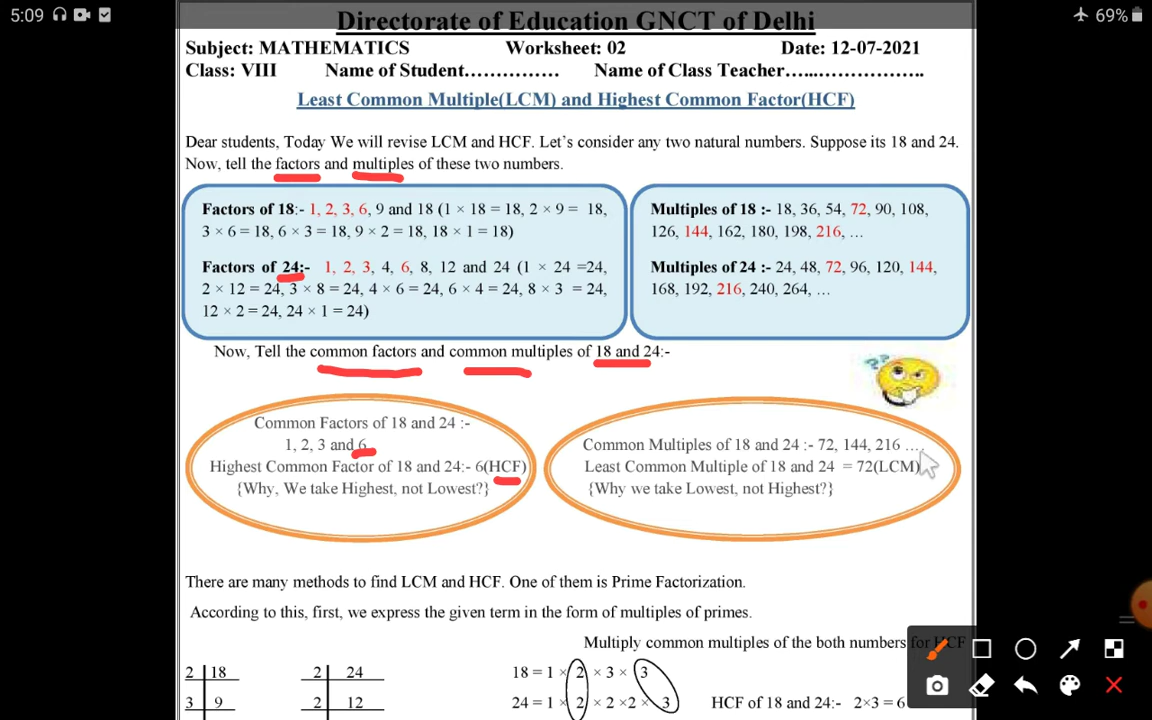 5:09
69%
Directorate of Education GNCT of Delhi
Subject: MATHEMATICS Worksheet: 02 Date: 12-07-2021
Class: VIII Name of Student…………… Name of Class Teacher…...……………..
Least Common Multiple(LCM) and Highest Common Factor(HCF)
Dear students, Today We will revise LCM and HCF. Let's consider any two natural numbers. Suppose its 18 and 24.
Now, tell the factors and multiples of these two numbers.
Factors of 18:- 1, 2, 3, 6, 9 and 18 (1 × 18 = 18, 2 × 9 = 18,
3 × 6 = 18, 6 × 3 = 18, 9 × 2 = 18, 18 × 1 = 18)
Factors of 24:- 1, 2, 3, 4, 6, 8, 12 and 24 (1 × 24 =24,
2 × 12 = 24, 3 × 8 = 24, 4 × 6 = 24, 6 × 4 = 24, 8 × 3 = 24,
12 × 2 = 24, 24 × 1 = 24)
Multiples of 18 :- 18, 36, 54, 72, 90, 108,
126, 144, 162, 180, 198, 216, …
Multiples of 24 :- 24, 48, 72, 96, 120, 144,
168, 192, 216, 240, 264, …
Now, Tell the common factors and common multiples of 18 and 24:-
??
Common Factors of 18 and 24 :-
1, 2, 3 and 6
Highest Common Factor of 18 and 24:- 6(HCF)
{Why, We take Highest, not Lowest?}
Common Multiples of 18 and 24 :- 72, 144, 216 …
Least Common Multiple of 18 and 24 = 72(LCM)
{Why we take Lowest, not Highest?}
There are many methods to find LCM and HCF. One of them is Prime Factorization.
According to this, first, we express the given term in the form of multiples of primes.
Multiply common multiples of the both numbers for HCF
2 18
3 9
2 24
2 12
18 = 1 × 2 × 3 × 3
24 = 1 × 2 × 2 ×2 × 3
HCF of 18 and 24:- 2×3 = 6